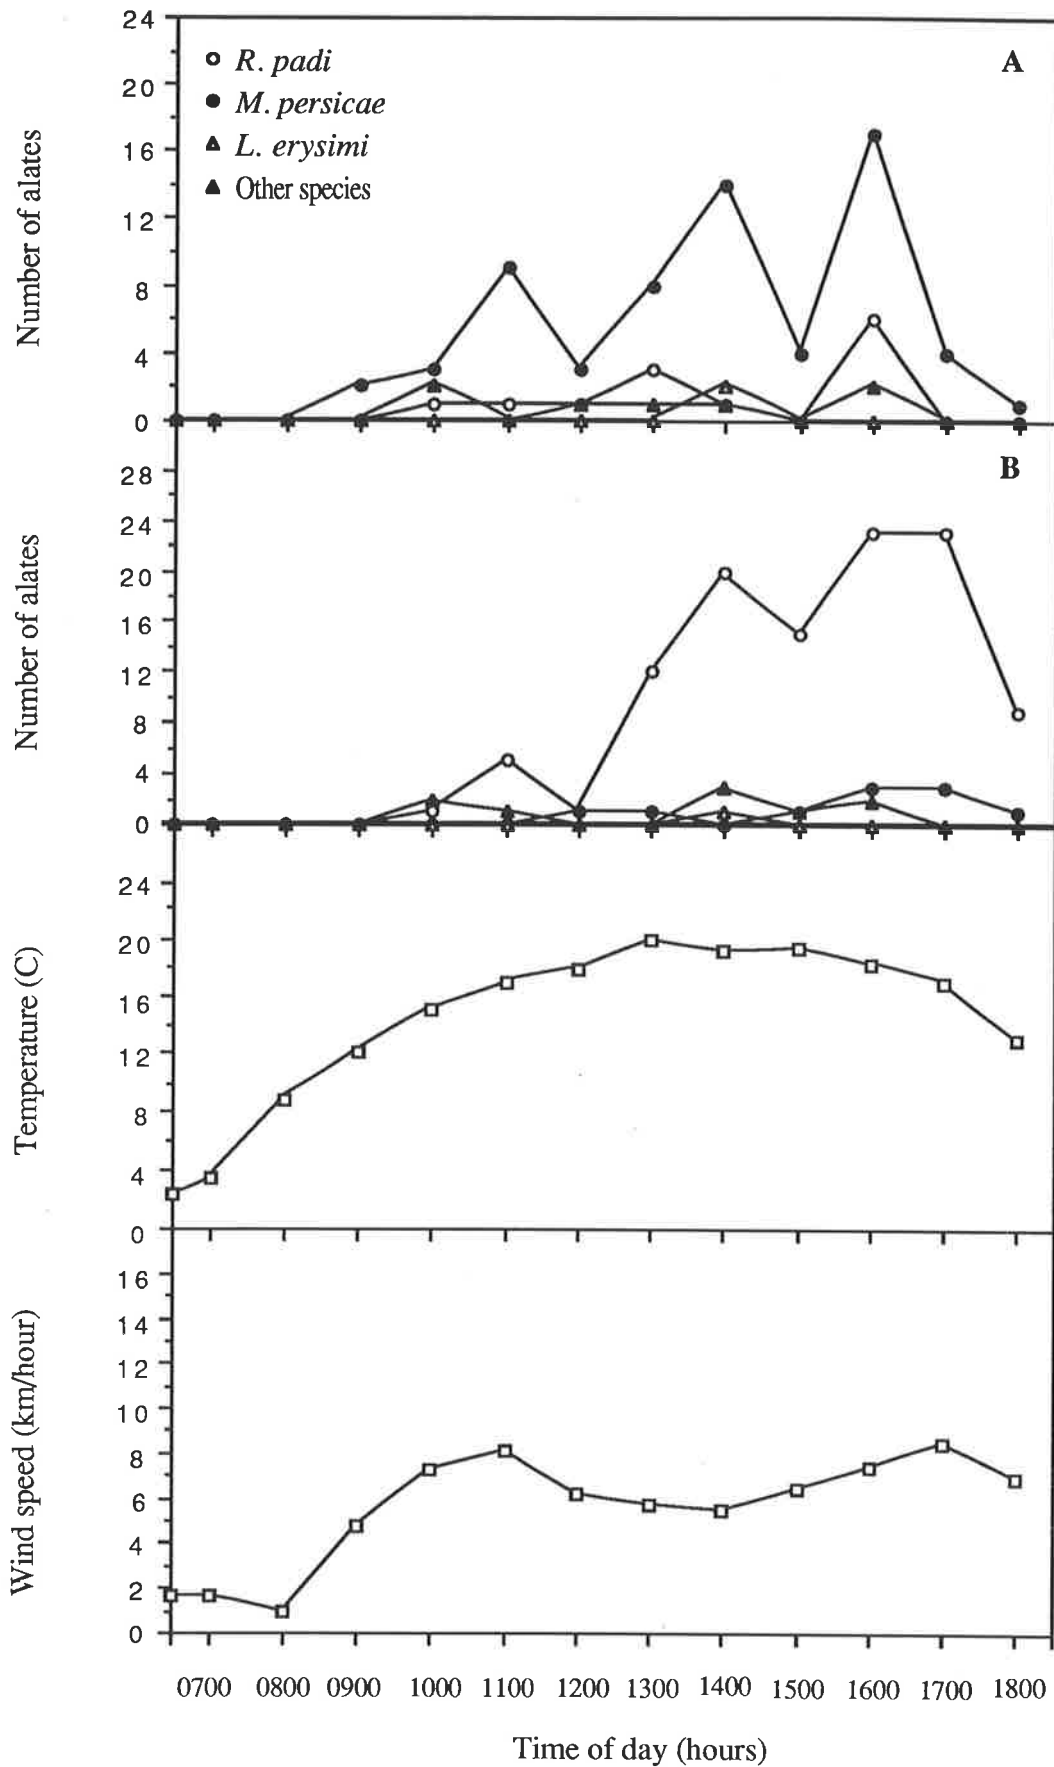 24
20
16
12
8
4
0
Number of alates
R. padi
M. persicae
L. erysimi
Other species
A
28
24
20
16
12
8
4
0
Number of alates
B
24
20
16
12
8
4
0
Temperature (C)
16
14
12
10
8
6
4
2
0
Wind speed (km/hour)
0700 0800 0900 1000 1100 1200 1300 1400 1500 1600 1700 1800
Time of day (hours)